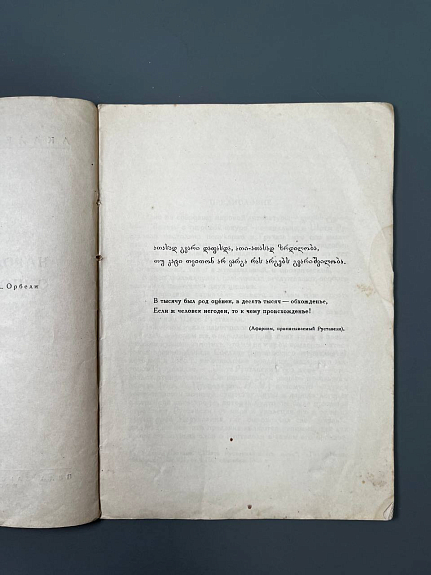 Орбели
ათასად გვარი დაფასდა, ათი-ათასად ზრდილობა,
თუ კაცი თვითონ არ ვარგა რას არგებს გვარიშვილობა.
В тысячу был род оценен, в десять тысяч — обхожденье,
Если ж человек негоден, то к чему происхожденье!
(Афоризм, приписываемый Руставели).